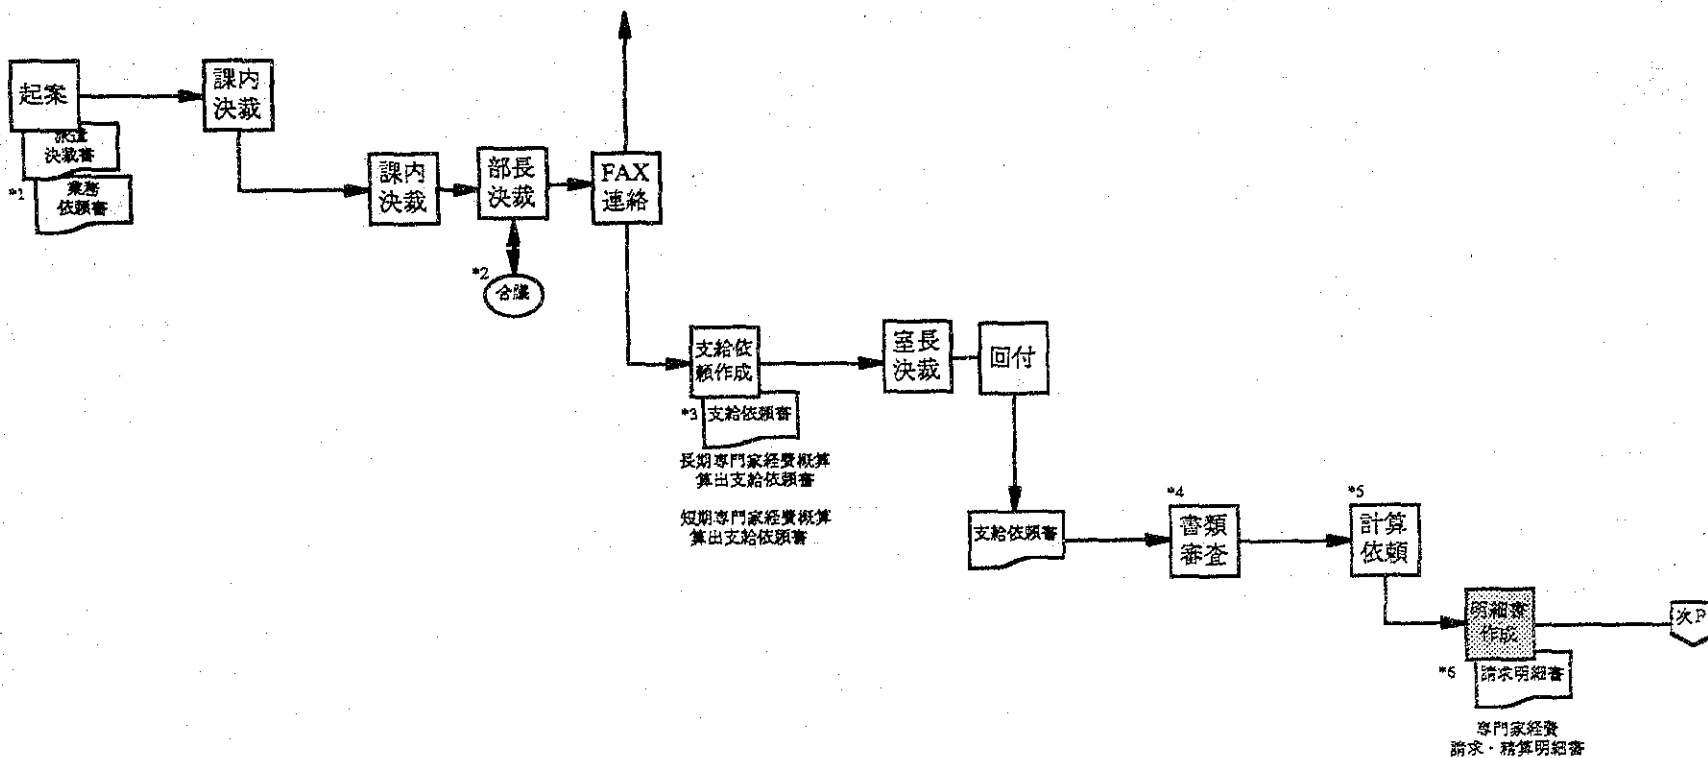 起案
課内
決裁
派遣
決裁書
*1
業務
依頼書
課内
決裁
部長
決裁
FAX
連絡
*2
合議
支給依
頼作成
*3
支給依頼書
長期専門家経費概算
算出支給依頼書
短期専門家経費概算
算出支給依頼書
室長
決裁
回付
支給依頼書
*4
書類
審査
*5
計算
依頼
明細書
作成
次P
*6
請求明細書
専門家経費
請求・精算明細書